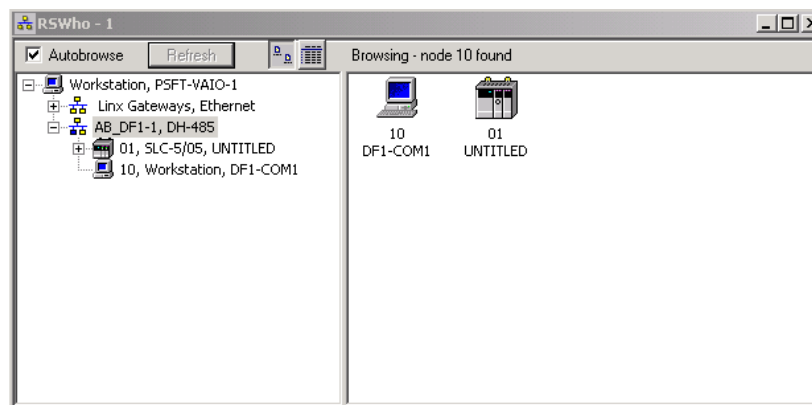 RSWho - 1
Autobrowse Refresh Browsing - node 10 found
Workstation, PSFT-VAIO-1
Linx Gateways, Ethernet
AB_DF1-1, DH-485
01, SLC-5/05, UNTITLED
10, Workstation, DF1-COM1
10
DF1-COM1
01
UNTITLED